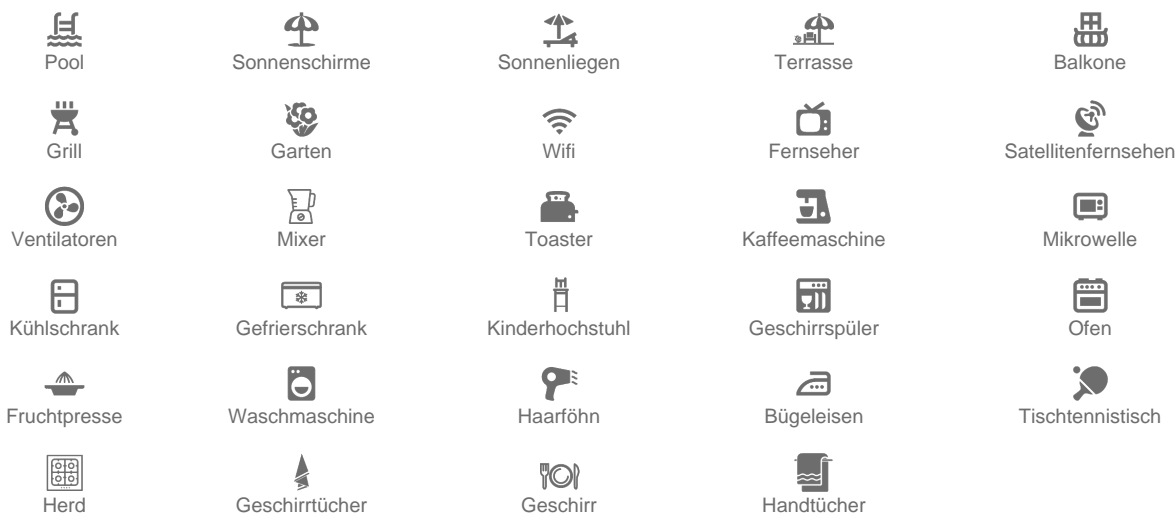 Pool Sonnenschirme Sonnenliegen Terrasse Balkone
Grill Garten Wifi Fernseher Satellitenfernsehen
Ventilatoren Mixer Toaster Kaffeemaschine Mikrowelle
Kühlschrank Gefrierschrank Kinderhochstuhl Geschirrspüler Ofen
Fruchtpresse Waschmaschine Haarföhn Bügeleisen Tischtennistisch
Herd Geschirrtücher Geschirr Handtücher